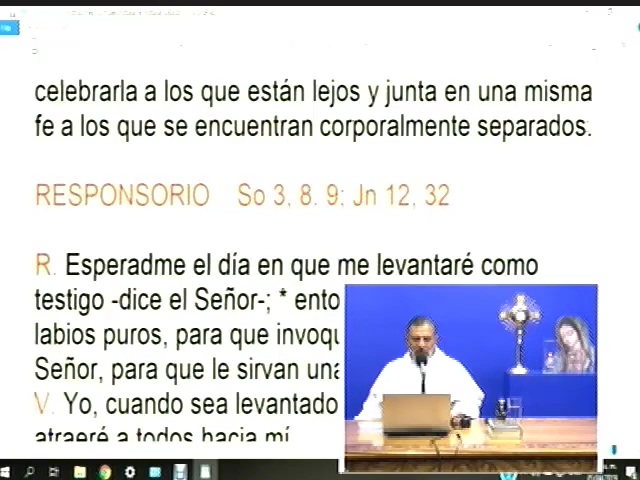 celebrarla a los que están lejos y junta en una misma
fe a los que se encuentran corporalmente separados.
RESPONSORIO So 3, 8. 9; Jn 12, 32
R. Esperadme el día en que me levantaré como
testigo -dice el Señor-; * ento
labios puros, para que invoqu
Señor, para que le sirvan una
V. Yo, cuando sea levantado
atraeré a todos hacia mí